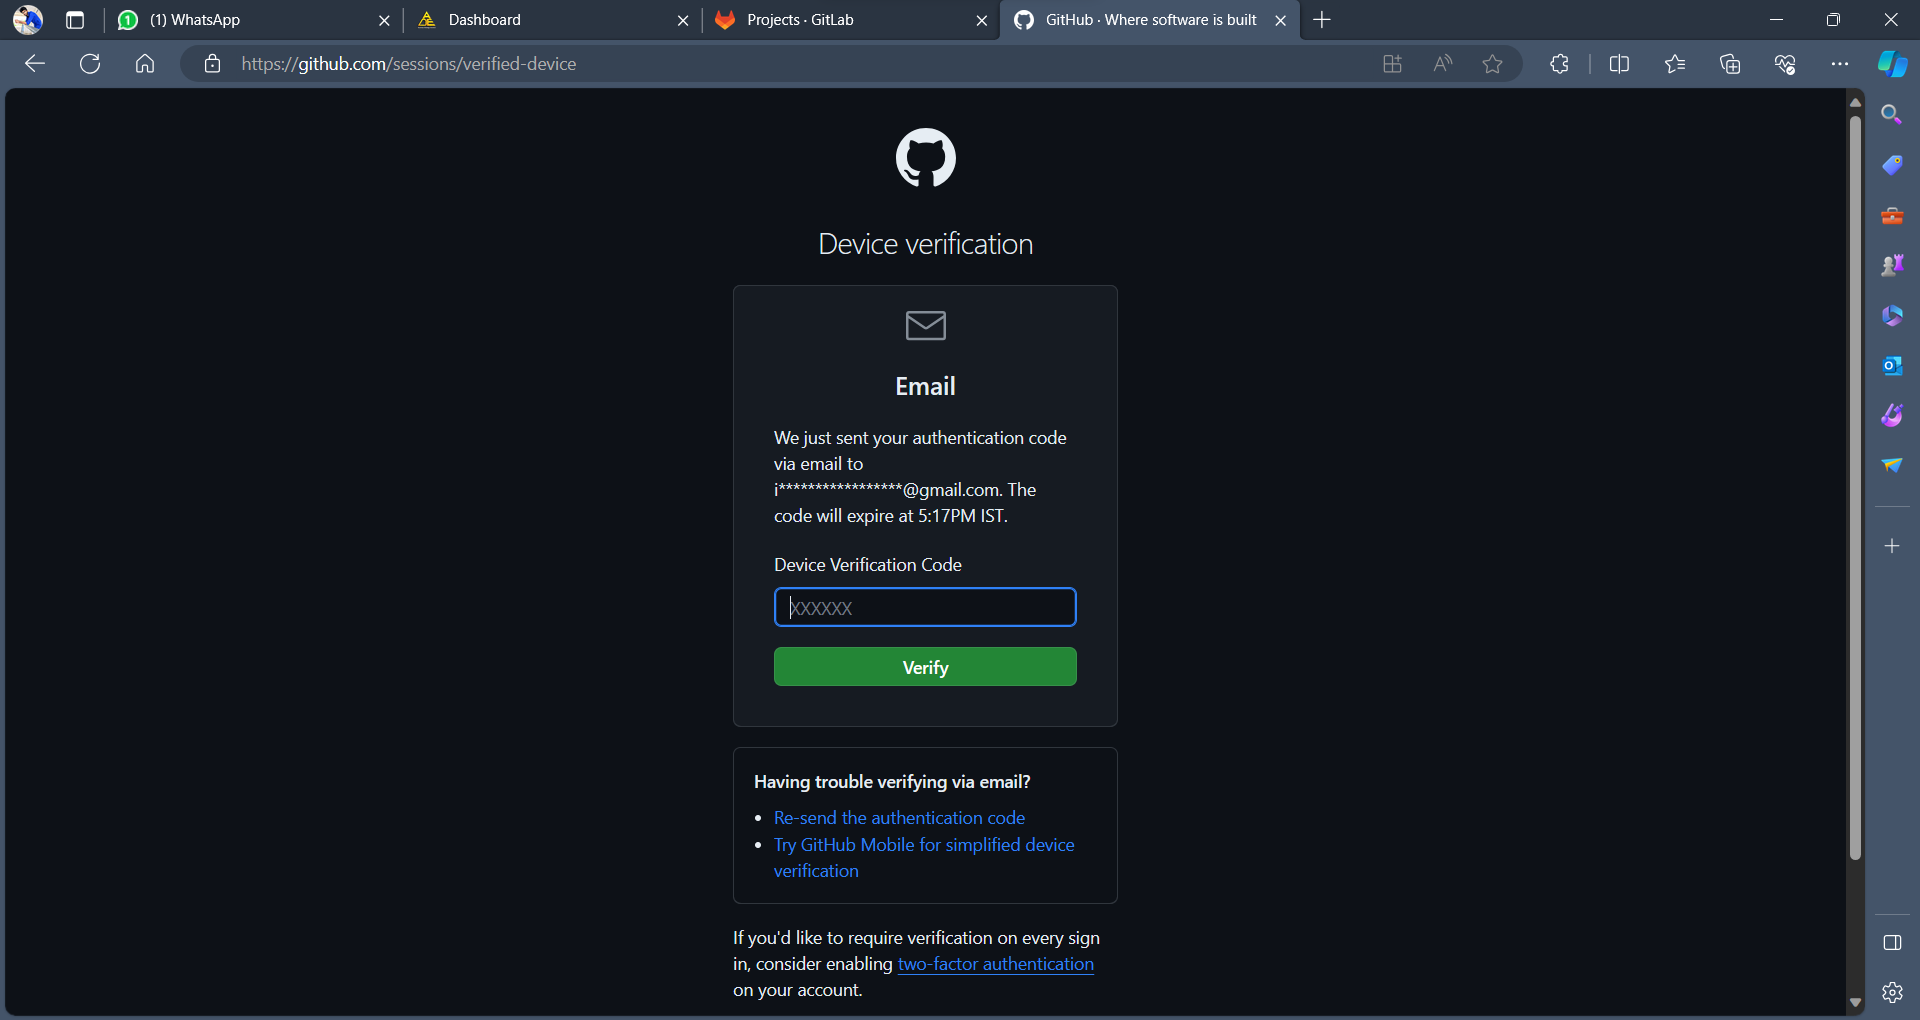 (1) WhatsApp
Dashboard
Projects · GitLab
GitHub · Where software is built
https://github.com/sessions/verified-device
Device verification
Email
We just sent your authentication code
via email to
i*****************@gmail.com. The
code will expire at 5:17PM IST.
Device Verification Code
XXXXXX
Verify
Having trouble verifying via email?
• Re-send the authentication code
• Try GitHub Mobile for simplified device
verification
If you'd like to require verification on every sign
in, consider enabling two-factor authentication
on your account.